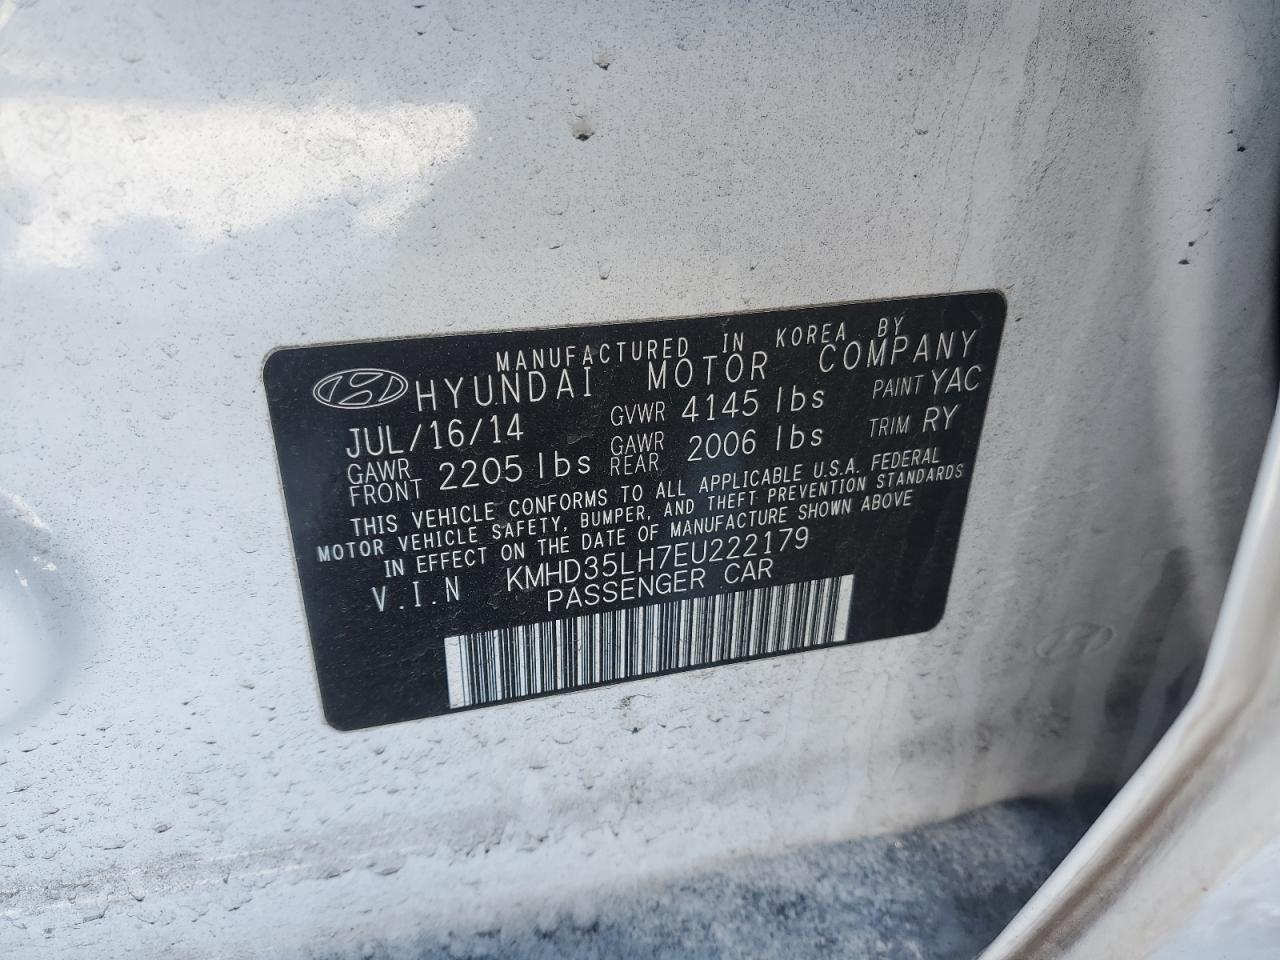 MANUFACTURED IN KOREA BY
HYUNDAI MOTOR COMPANY
JUL/16/14 GVWR 4145 lbs PAINT YAC
GAWR FRONT 2205 lbs GAWR REAR 2006 lbs TRIM RY
THIS VEHICLE CONFORMS TO ALL APPLICABLE U.S.A. FEDERAL
MOTOR VEHICLE SAFETY, BUMPER, AND THEFT PREVENTION STANDARDS
IN EFFECT ON THE DATE OF MANUFACTURE SHOWN ABOVE
V.I.N KMHD35LH7EU222179
PASSENGER CAR